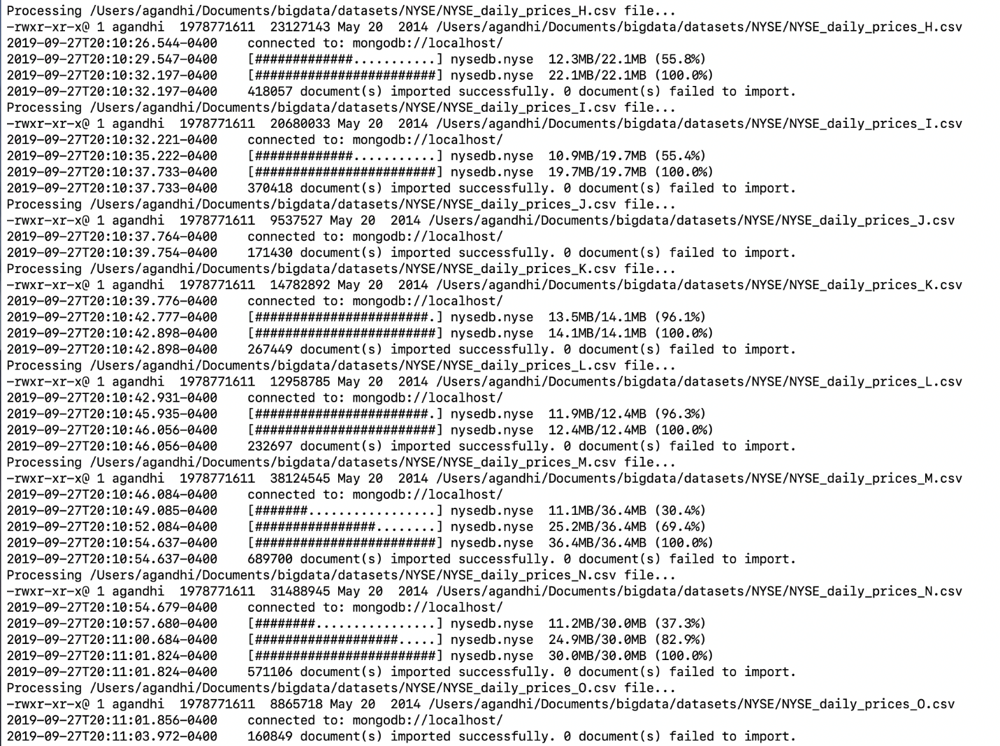 Processing /Users/agandhi/Documents/bigdata/datasets/NYSE/NYSE_daily_prices_H.csv file...
-rwxr-xr-x@ 1 agandhi  1978771611  23127143 May 20  2014 /Users/agandhi/Documents/bigdata/datasets/NYSE/NYSE_daily_prices_H.csv
2019-09-27T20:10:26.544-0400    connected to: mongodb://localhost/
2019-09-27T20:10:29.547-0400    [#############...........] nysedb.nyse  12.3MB/22.1MB (55.8%)
2019-09-27T20:10:32.197-0400    [########################] nysedb.nyse  22.1MB/22.1MB (100.0%)
2019-09-27T20:10:32.197-0400    418057 document(s) imported successfully. 0 document(s) failed to import.
Processing /Users/agandhi/Documents/bigdata/datasets/NYSE/NYSE_daily_prices_I.csv file...
-rwxr-xr-x@ 1 agandhi  1978771611  20680033 May 20  2014 /Users/agandhi/Documents/bigdata/datasets/NYSE/NYSE_daily_prices_I.csv
2019-09-27T20:10:32.221-0400    connected to: mongodb://localhost/
2019-09-27T20:10:35.222-0400    [#############...........] nysedb.nyse  10.9MB/19.7MB (55.4%)
2019-09-27T20:10:37.733-0400    [########################] nysedb.nyse  19.7MB/19.7MB (100.0%)
2019-09-27T20:10:37.733-0400    370418 document(s) imported successfully. 0 document(s) failed to import.
Processing /Users/agandhi/Documents/bigdata/datasets/NYSE/NYSE_daily_prices_J.csv file...
-rwxr-xr-x@ 1 agandhi  1978771611  9537527 May 20  2014 /Users/agandhi/Documents/bigdata/datasets/NYSE/NYSE_daily_prices_J.csv
2019-09-27T20:10:37.764-0400    connected to: mongodb://localhost/
2019-09-27T20:10:39.754-0400    171430 document(s) imported successfully. 0 document(s) failed to import.
Processing /Users/agandhi/Documents/bigdata/datasets/NYSE/NYSE_daily_prices_K.csv file...
-rwxr-xr-x@ 1 agandhi  1978771611  14782892 May 20  2014 /Users/agandhi/Documents/bigdata/datasets/NYSE/NYSE_daily_prices_K.csv
2019-09-27T20:10:39.776-0400    connected to: mongodb://localhost/
2019-09-27T20:10:42.777-0400    [#######################.] nysedb.nyse  13.5MB/14.1MB (96.1%)
2019-09-27T20:10:42.898-0400    [########################] nysedb.nyse  14.1MB/14.1MB (100.0%)
2019-09-27T20:10:42.898-0400    267449 document(s) imported successfully. 0 document(s) failed to import.
Processing /Users/agandhi/Documents/bigdata/datasets/NYSE/NYSE_daily_prices_L.csv file...
-rwxr-xr-x@ 1 agandhi  1978771611  12958785 May 20  2014 /Users/agandhi/Documents/bigdata/datasets/NYSE/NYSE_daily_prices_L.csv
2019-09-27T20:10:42.931-0400    connected to: mongodb://localhost/
2019-09-27T20:10:45.935-0400    [#######################.] nysedb.nyse  11.9MB/12.4MB (96.3%)
2019-09-27T20:10:46.056-0400    [########################] nysedb.nyse  12.4MB/12.4MB (100.0%)
2019-09-27T20:10:46.056-0400    232697 document(s) imported successfully. 0 document(s) failed to import.
Processing /Users/agandhi/Documents/bigdata/datasets/NYSE/NYSE_daily_prices_M.csv file...
-rwxr-xr-x@ 1 agandhi  1978771611  38124545 May 20  2014 /Users/agandhi/Documents/bigdata/datasets/NYSE/NYSE_daily_prices_M.csv
2019-09-27T20:10:46.084-0400    connected to: mongodb://localhost/
2019-09-27T20:10:49.085-0400    [#######.................] nysedb.nyse  11.1MB/36.4MB (30.4%)
2019-09-27T20:10:52.084-0400    [################........] nysedb.nyse  25.2MB/36.4MB (69.4%)
2019-09-27T20:10:54.637-0400    [########################] nysedb.nyse  36.4MB/36.4MB (100.0%)
2019-09-27T20:10:54.637-0400    689700 document(s) imported successfully. 0 document(s) failed to import.
Processing /Users/agandhi/Documents/bigdata/datasets/NYSE/NYSE_daily_prices_N.csv file...
-rwxr-xr-x@ 1 agandhi  1978771611  31488945 May 20  2014 /Users/agandhi/Documents/bigdata/datasets/NYSE/NYSE_daily_prices_N.csv
2019-09-27T20:10:54.679-0400    connected to: mongodb://localhost/
2019-09-27T20:10:57.680-0400    [########................] nysedb.nyse  11.2MB/30.0MB (37.3%)
2019-09-27T20:11:00.684-0400    [###################.....] nysedb.nyse  24.9MB/30.0MB (82.9%)
2019-09-27T20:11:01.824-0400    [########################] nysedb.nyse  30.0MB/30.0MB (100.0%)
2019-09-27T20:11:01.824-0400    571106 document(s) imported successfully. 0 document(s) failed to import.
Processing /Users/agandhi/Documents/bigdata/datasets/NYSE/NYSE_daily_prices_O.csv file...
-rwxr-xr-x@ 1 agandhi  1978771611  8865718 May 20  2014 /Users/agandhi/Documents/bigdata/datasets/NYSE/NYSE_daily_prices_O.csv
2019-09-27T20:11:01.856-0400    connected to: mongodb://localhost/
2019-09-27T20:11:03.972-0400    160849 document(s) imported successfully. 0 document(s) failed to import.